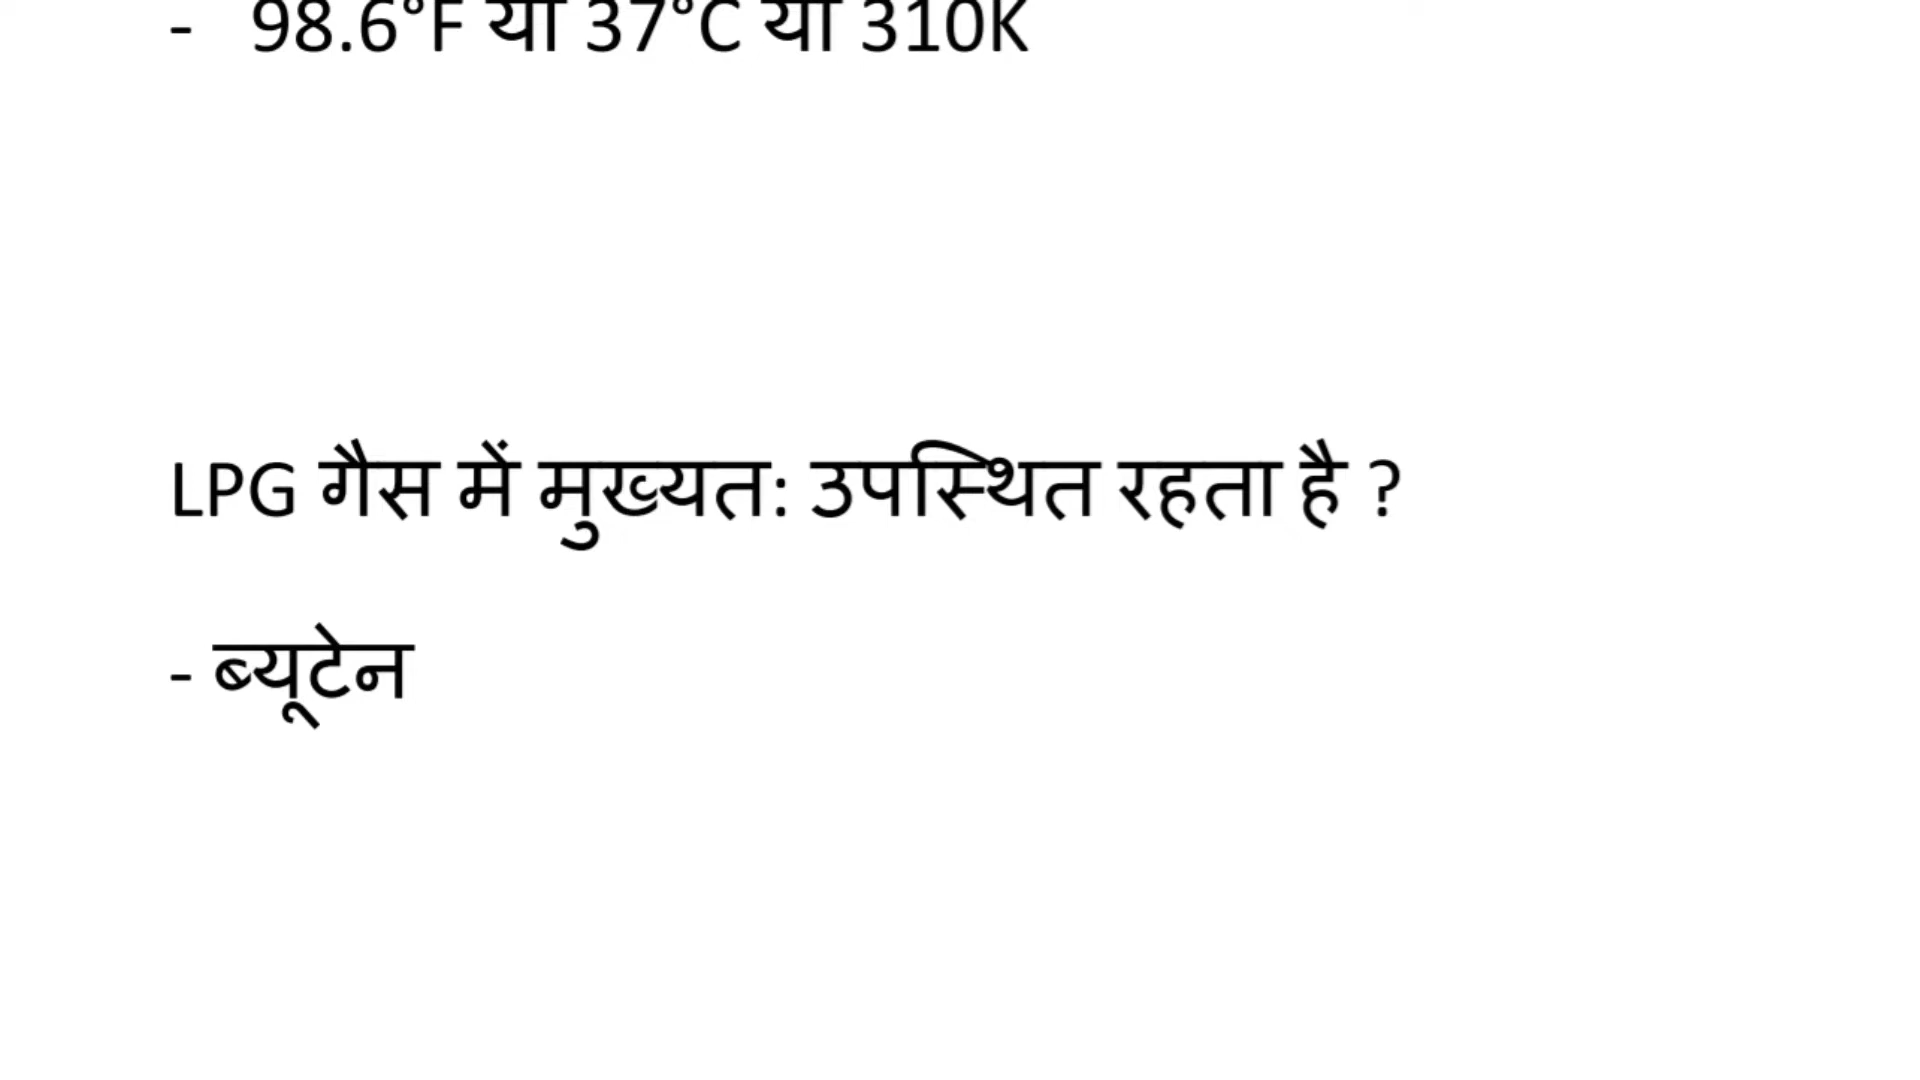 - 98.6°F या 37°C या 310K
LPG गैस में मुख्यत: उपस्थित रहता है ?
- ब्यूटेन